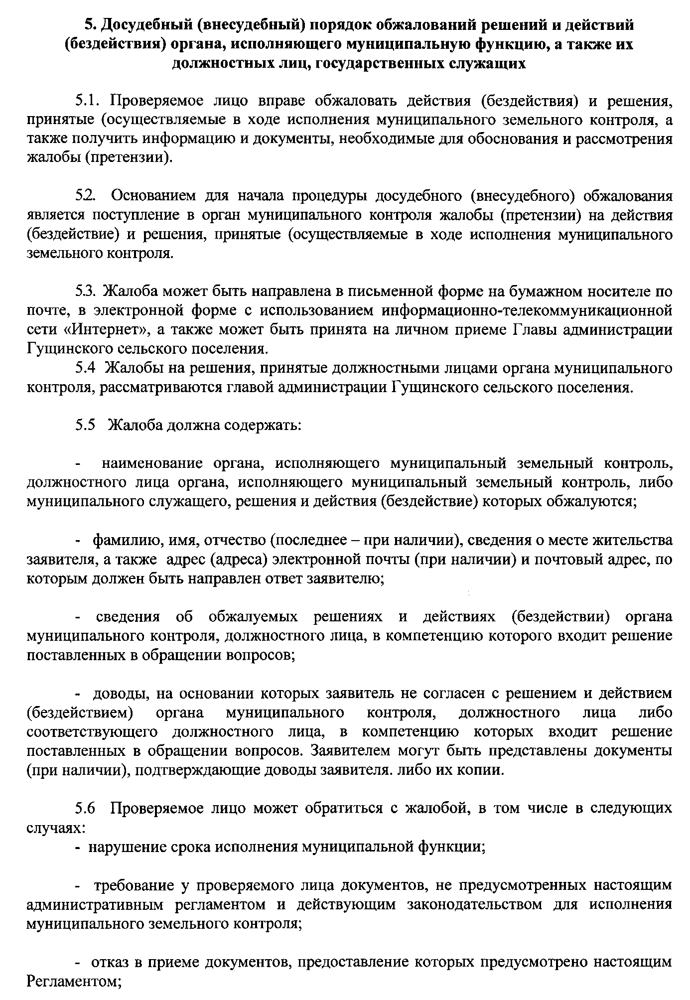 5. Досудебный (внесудебный) порядок обжалований решений и действий
(бездействия) органа, исполняющего муниципальную функцию, а также их
должностных лиц, государственных служащих
5.1. Проверяемое лицо вправе обжаловать действия (бездействия) и решения,
принятые (осуществляемые в ходе исполнения муниципального земельного контроля, а
также получить информацию и документы, необходимые для обоснования и рассмотрения
жалобы (претензии).
5.2. Основанием для начала процедуры досудебного (внесудебного) обжалования
является поступление в орган муниципального контроля жалобы (претензии) на действия
(бездействие) и решения, принятые (осуществляемые в ходе исполнения муниципального
земельного контроля.
5.3. Жалоба может быть направлена в письменной форме на бумажном носителе по
почте, в электронной форме с использованием информационно-телекоммуникационной
сети «Интернет», а также может быть принята на личном приеме Главы администрации
Гущинского сельского поселения.
5.4 Жалобы на решения, принятые должностными лицами органа муниципального
контроля, рассматриваются главой администрации Гущинского сельского поселения.
5.5 Жалоба должна содержать:
- наименование органа, исполняющего муниципальный земельный контроль,
должностного лица органа, исполняющего муниципальный земельный контроль, либо
муниципального служащего, решения и действия (бездействие) которых обжалуются;
- фамилию, имя, отчество (последнее – при наличии), сведения о месте жительства
заявителя, а также адрес (адреса) электронной почты (при наличии) и почтовый адрес, по
которым должен быть направлен ответ заявителю;
- сведения об обжалуемых решениях и действиях (бездействии) органа
муниципального контроля, должностного лица, в компетенцию которого входит решение
поставленных в обращении вопросов;
- доводы, на основании которых заявитель не согласен с решением и действием
(бездействием) органа муниципального контроля, должностного лица либо
соответствующего должностного лица, в компетенцию которых входит решение
поставленных в обращении вопросов. Заявителем могут быть представлены документы
(при наличии), подтверждающие доводы заявителя. либо их копии.
5.6 Проверяемое лицо может обратиться с жалобой, в том числе в следующих
случаях:
- нарушение срока исполнения муниципальной функции;
- требование у проверяемого лица документов, не предусмотренных настоящим
административным регламентом и действующим законодательством для исполнения
муниципального земельного контроля;
- отказ в приеме документов, предоставление которых предусмотрено настоящим
Регламентом;